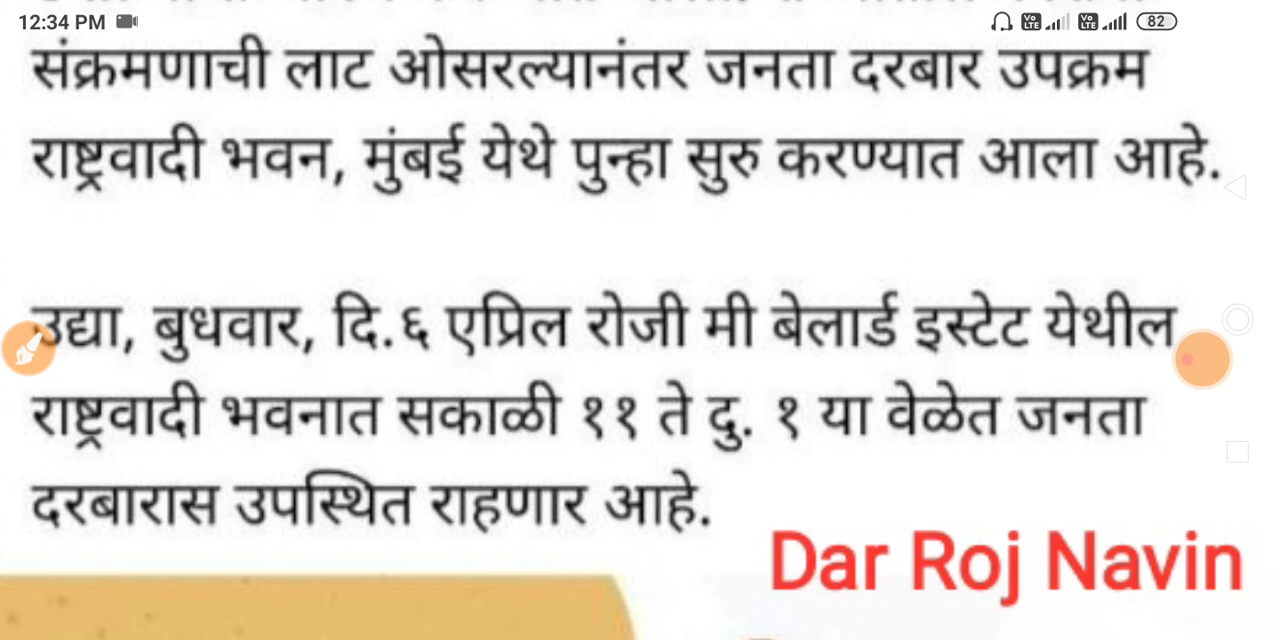 12:34 PM
82
संक्रमणाची लाट ओसरल्यानंतर जनता दरबार उपक्रम
राष्ट्रवादी भवन, मुंबई येथे पुन्हा सुरु करण्यात आला आहे.
उद्या, बुधवार, दि.६ एप्रिल रोजी मी बेलार्ड इस्टेट येथील
राष्ट्रवादी भवनात सकाळी ११ ते दु. १ या वेळेत जनता
दरबारास उपस्थित राहणार आहे.
Dar Roj Navin